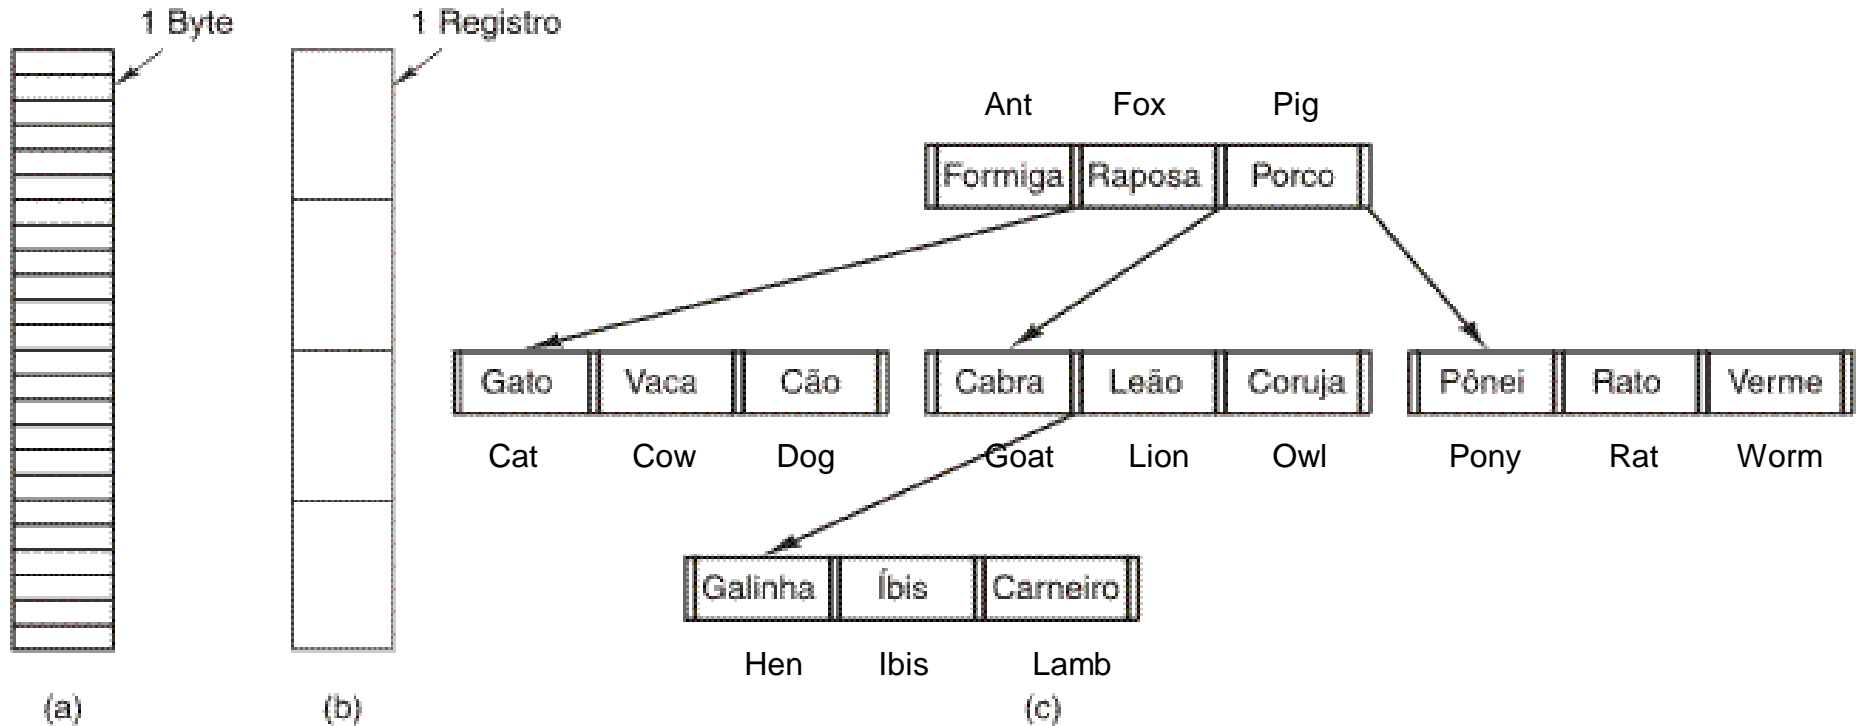 1 Byte
1 Registro
Ant Fox Pig
Formiga Raposa Porco
Gato Vaca Cão Cabra Leão Coruja Pônei Rato Verme
Cat Cow Dog Goat Lion Owl Pony Rat Worm
Galinha Íbis Carneiro
Hen Ibis Lamb
(a) (b) (c)